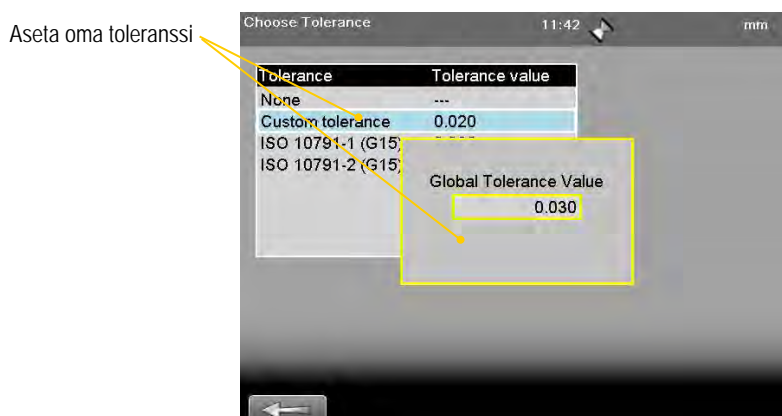 Aseta oma toleranssi
Choose Tolerance 11:42 mm
Tolerance Tolerance value
None ---
Custom tolerance 0.020
ISO 10791-1 (G15)
ISO 10791-2 (G15)
Global Tolerance Value
0.030